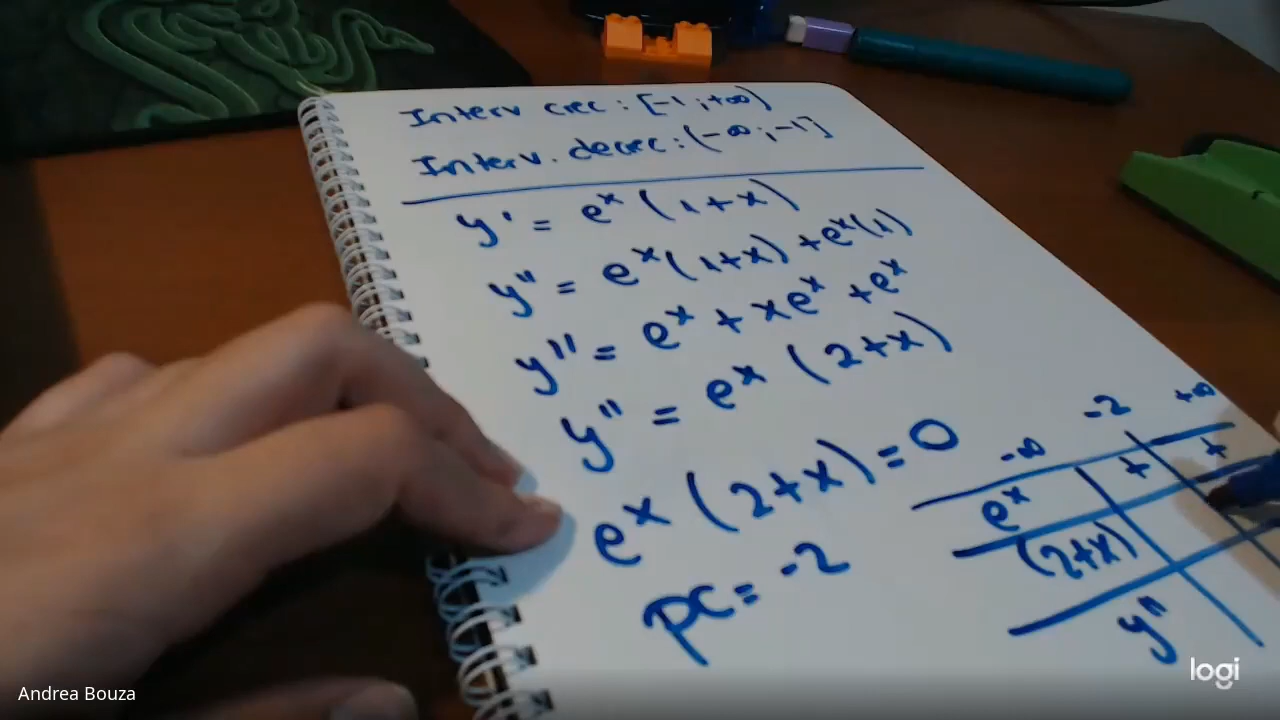 Interv crec: [-1; +∞)
Interv. decrec: (-∞; -1]
y' = eˣ (1+x)
y'' = eˣ(1+x) + eˣ(1)
y'' = eˣ + xeˣ + eˣ
y'' = eˣ (2+x)
eˣ (2+x) = 0
PC = -2
-∞ -2 +∞
eˣ + +
(2+x)
y''
logi
Andrea Bouza